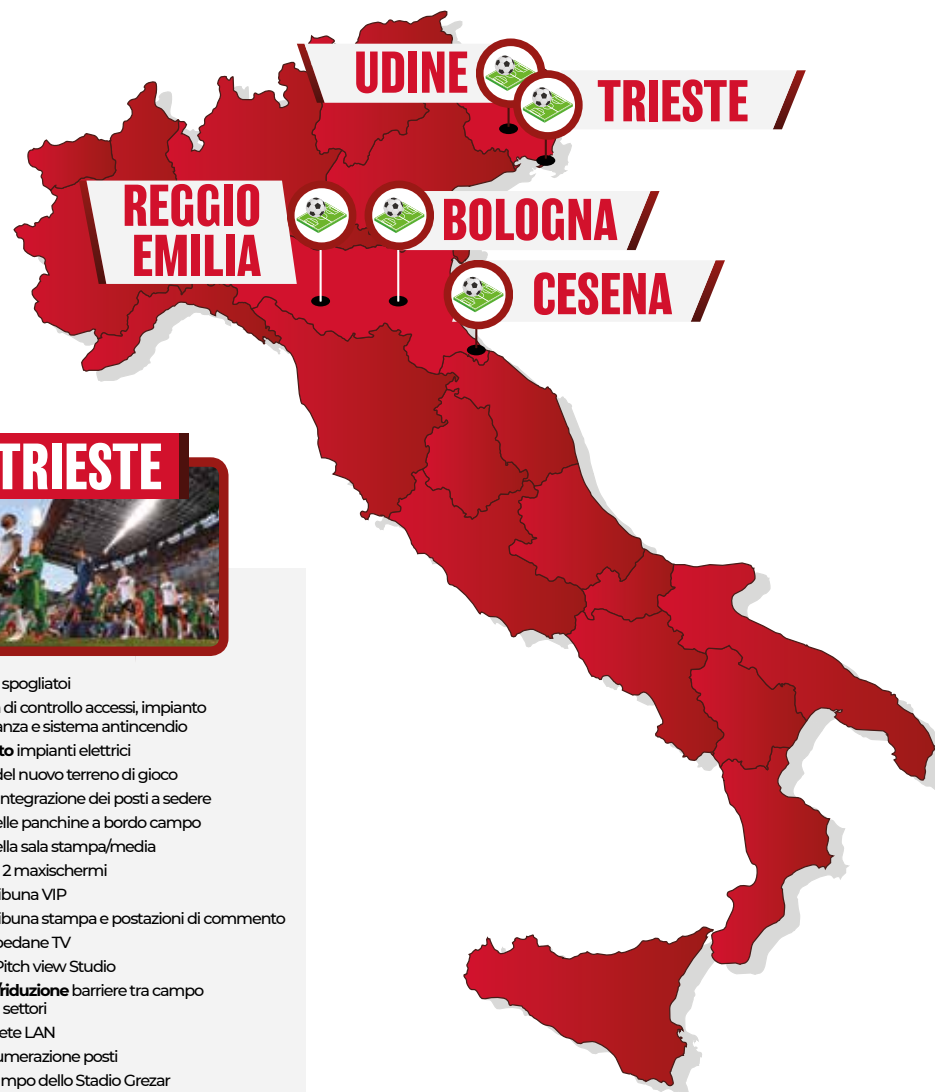 UDINE
TRIESTE
REGGIO
EMILIA
BOLOGNA
CESENA
TRIESTE
spogliatoi
di controllo accessi, impianto
anza e sistema antincendio
to impianti elettrici
del nuovo terreno di gioco
integrazione dei posti a sedere
elle panchine a bordo campo
ella sala stampa/media
2 maxischermi
ibuna VIP
ibuna stampa e postazioni di commento
pedane TV
Pitch view Studio
/riduzione barriere tra campo
settori
ete LAN
umerazione posti
mpo dello Stadio Grezar